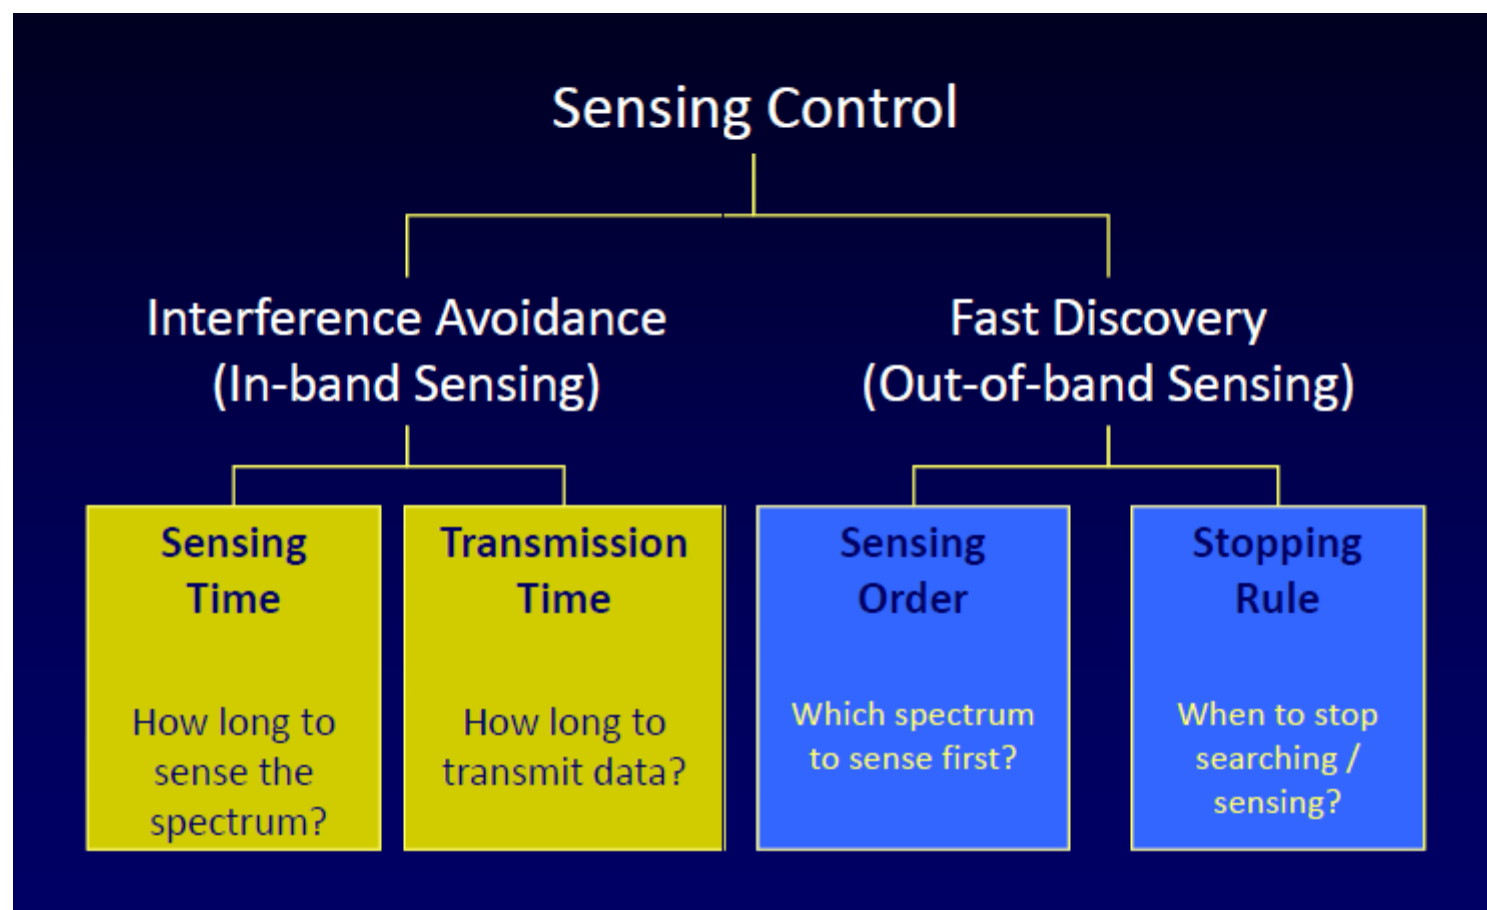 Sensing Control
Interference Avoidance
(In-band Sensing)
Fast Discovery
(Out-of-band Sensing)
Sensing
Time
How long to
sense the
spectrum?
Transmission
Time
How long to
transmit data?
Sensing
Order
Which spectrum
to sense first?
Stopping
Rule
When to stop
searching /
sensing?